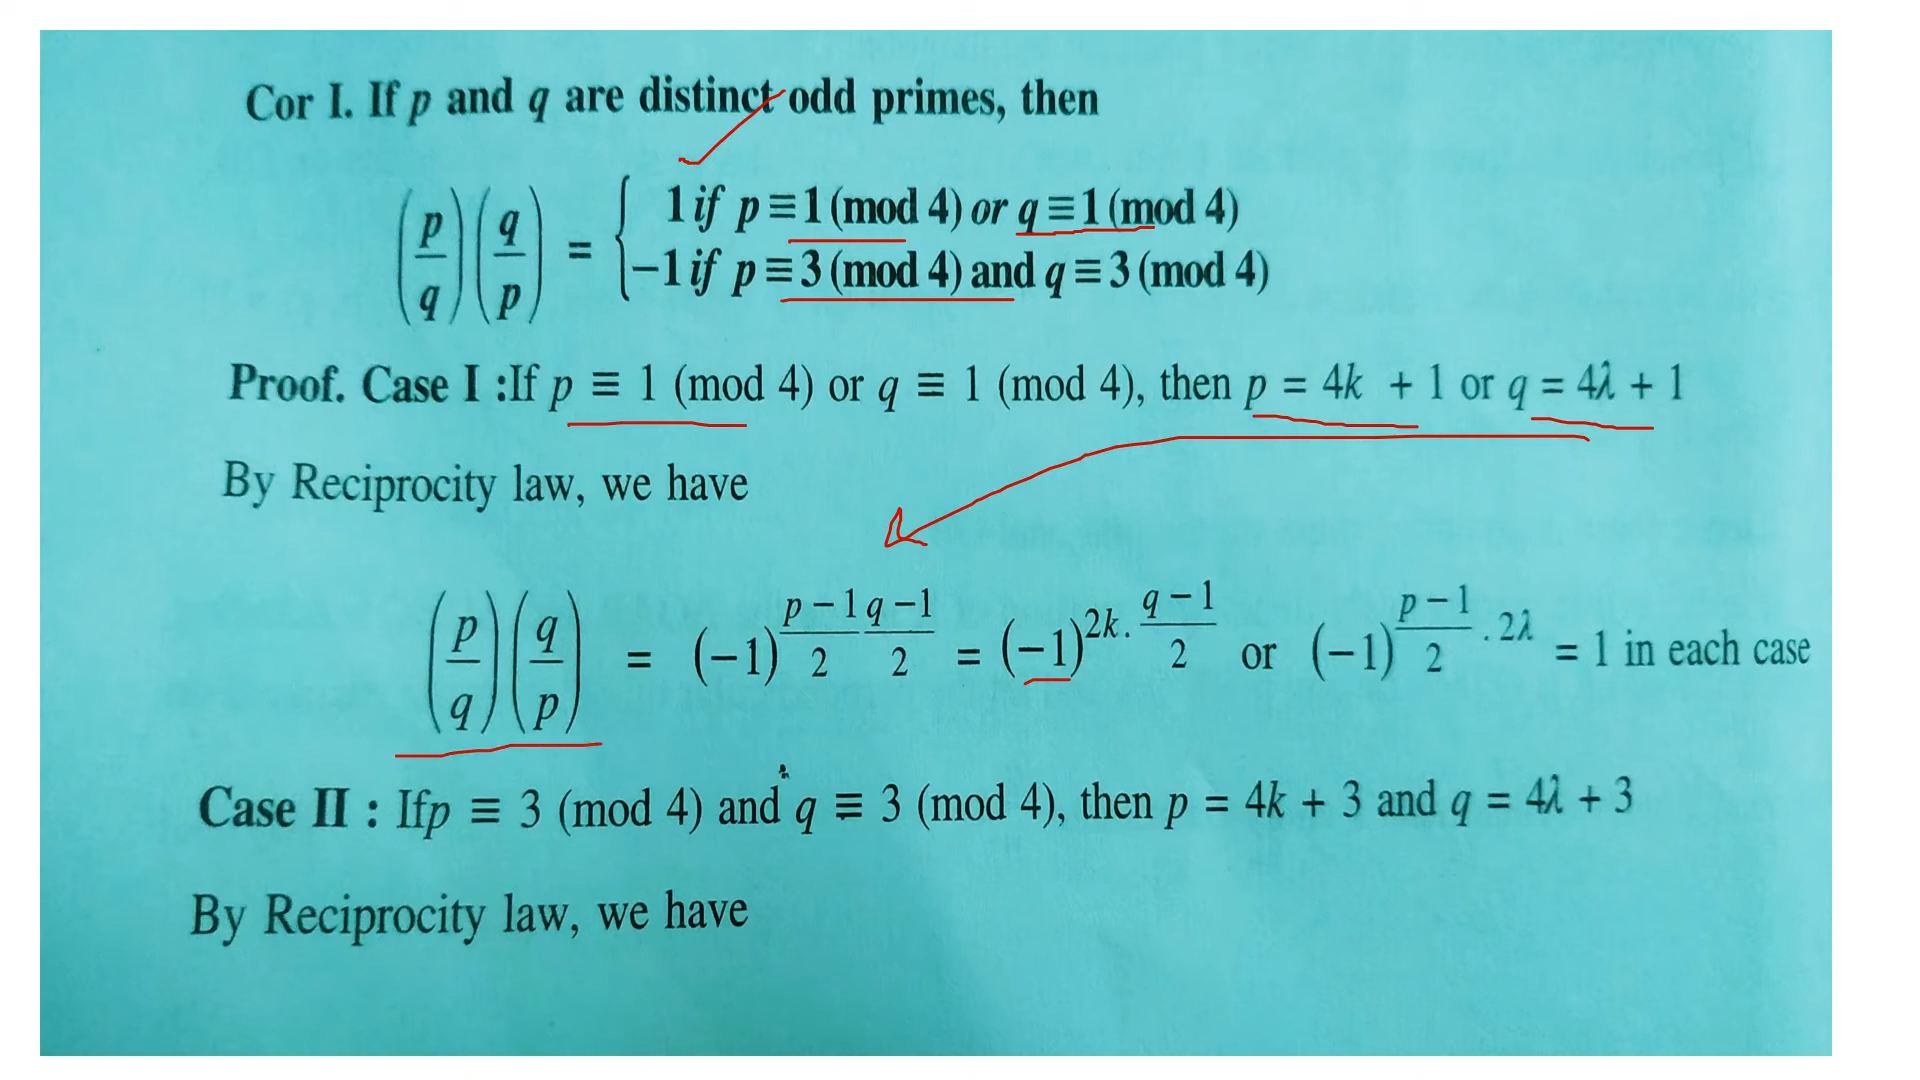 Cor I. If p and q are distinct odd primes, then
(p/q)(q/p) = { 1 if p ≡ 1 (mod 4) or q ≡ 1 (mod 4)
−1 if p ≡ 3 (mod 4) and q ≡ 3 (mod 4)
Proof. Case I :If p ≡ 1 (mod 4) or q ≡ 1 (mod 4), then p = 4k + 1 or q = 4λ + 1
By Reciprocity law, we have
(p/q)(q/p) = (−1)^{(p−1)/2 (q−1)/2} = (−1)^{2k . (q−1)/2} or (−1)^{(p−1)/2 . 2λ} = 1 in each case
Case II : If p ≡ 3 (mod 4) and q ≡ 3 (mod 4), then p = 4k + 3 and q = 4λ + 3
By Reciprocity law, we have